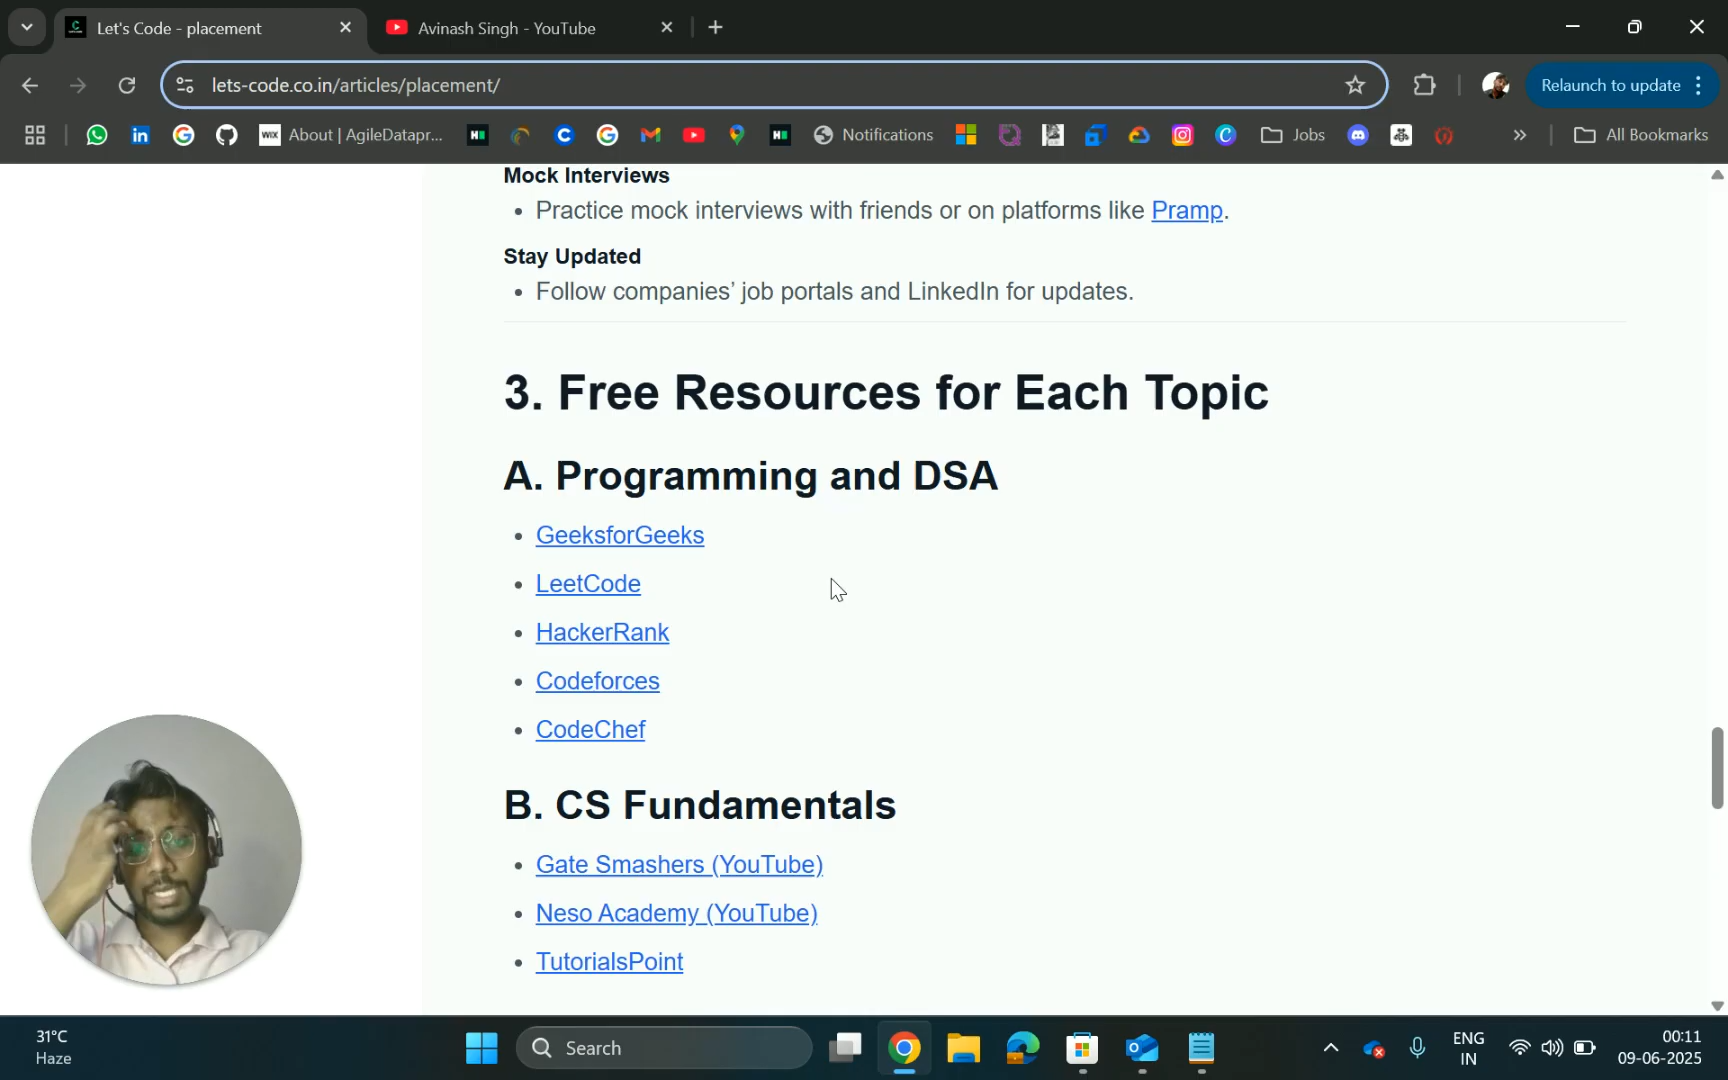 Let's Code - placement
Avinash Singh - YouTube
lets-code.co.in/articles/placement/
Relaunch to update
WIX About | AgileDatapr...
Notifications
Jobs
All Bookmarks
Mock Interviews
• Practice mock interviews with friends or on platforms like Pramp.
Stay Updated
• Follow companies’ job portals and LinkedIn for updates.
3. Free Resources for Each Topic
A. Programming and DSA
• GeeksforGeeks
• LeetCode
• HackerRank
• Codeforces
• CodeChef
B. CS Fundamentals
• Gate Smashers (YouTube)
• Neso Academy (YouTube)
• TutorialsPoint
31°C
Haze
Search
ENG
IN
00:11
09-06-2025